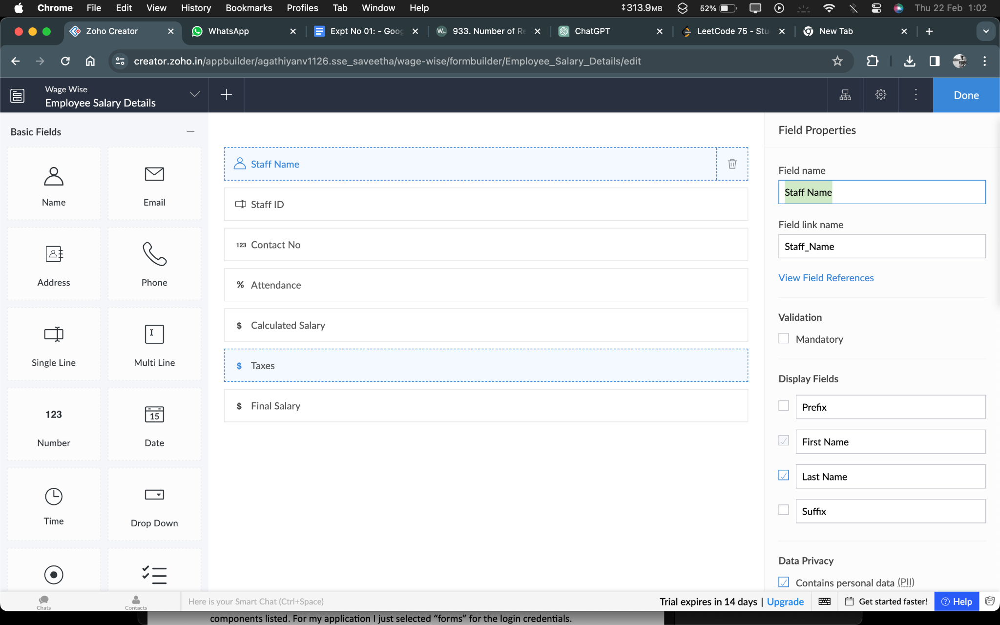 Chrome File Edit View History Bookmarks Profiles Tab Window Help 313.9MB 52% Thu 22 Feb 1:02
Zoho Creator WhatsApp Expt No 01: - Goog 933. Number of Re ChatGPT LeetCode 75 - Stu New Tab
creator.zoho.in/appbuilder/agathiyanv1126.sse_saveetha/wage-wise/formbuilder/Employee_Salary_Details/edit
Wage Wise
Employee Salary Details
Done
Basic Fields
Name Email
Address Phone
Single Line Multi Line
123
15
Number Date
Time Drop Down
Staff Name
Staff ID
123 Contact No
% Attendance
$ Calculated Salary
$ Taxes
$ Final Salary
Field Properties
Field name
Staff Name
Field link name
Staff_Name
View Field References
Validation
Mandatory
Display Fields
Prefix
First Name
Last Name
Suffix
Data Privacy
Contains personal data (PII)
Chats Contacts Here is your Smart Chat (Ctrl+Space) Trial expires in 14 days | Upgrade Get started faster! Help
components listed. For my application I just selected “forms” for the login credentials.